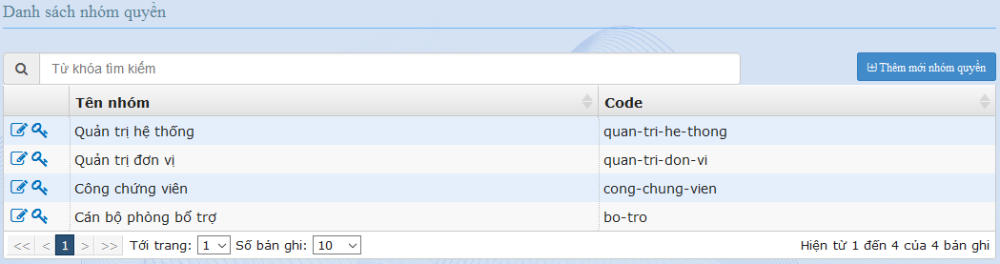 Danh sách nhóm quyền
Từ khóa tìm kiếm
Thêm mới nhóm quyền
Tên nhóm Code
Quản trị hệ thống quan-tri-he-thong
Quản trị đơn vị quan-tri-don-vi
Công chứng viên cong-chung-vien
Cán bộ phòng bổ trợ bo-tro
<< < 1 > >> Tới trang: 1 Số bản ghi: 10 Hiện từ 1 đến 4 của 4 bản ghi